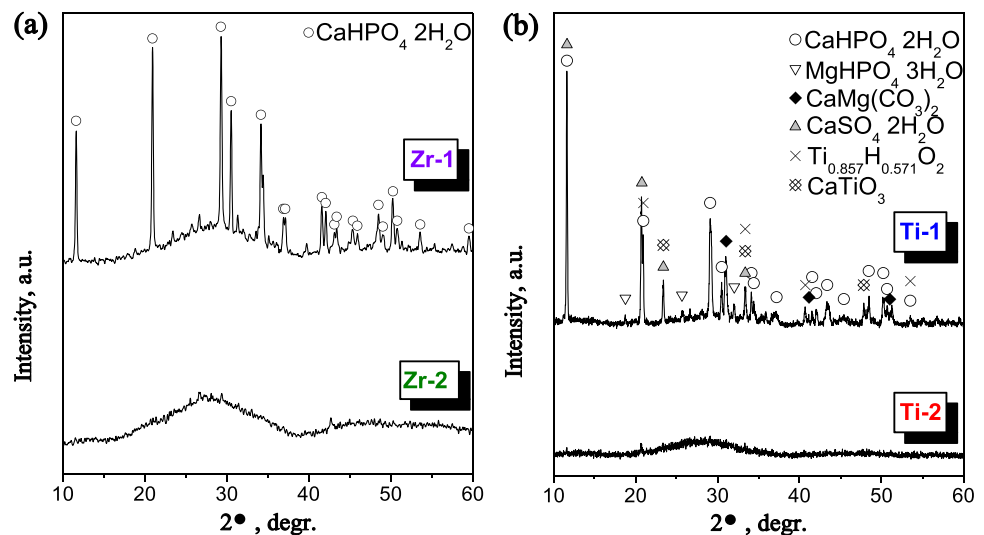 (a)
CaHPO₄ 2H₂O
Zr-1
Zr-2
Intensity, a.u.
10 20 30 40 50 60
2● , degr.
(b)
CaHPO₄ 2H₂O
MgHPO₄ 3H₂O
CaMg(CO₃)₂
CaSO₄ 2H₂O
Ti₀.₈₅₇H₀.₅₇₁O₂
CaTiO₃
Ti-1
Ti-2
Intensity, a.u.
10 20 30 40 50 60
2● , degr.